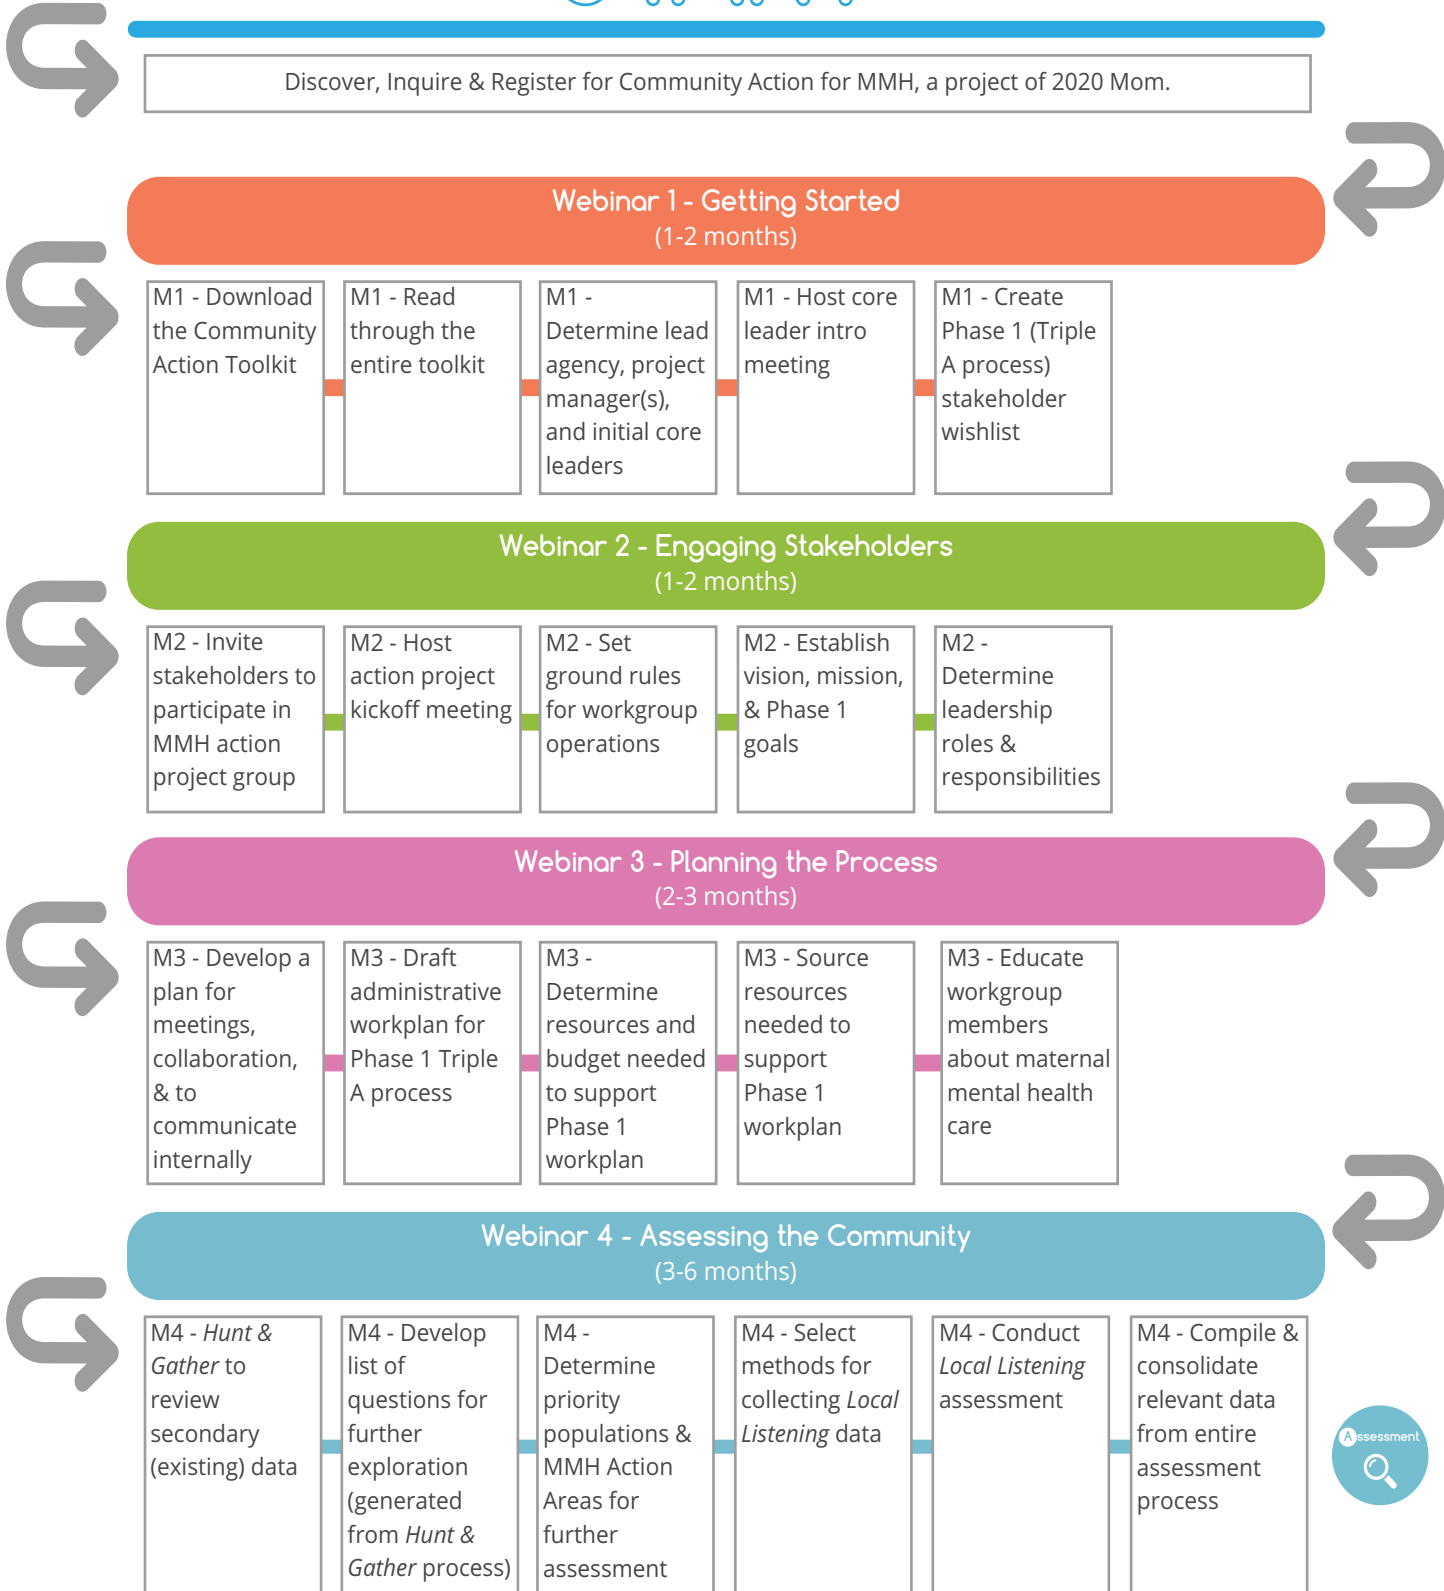 Discover, Inquire & Register for Community Action for MMH, a project of 2020 Mom.
Webinar 1 - Getting Started
(1-2 months)
M1 - Download
the Community
Action Toolkit
M1 - Read
through the
entire toolkit
M1 -
Determine lead
agency, project
manager(s),
and initial core
leaders
M1 - Host core
leader intro
meeting
M1 - Create
Phase 1 (Triple
A process)
stakeholder
wishlist
Webinar 2 - Engaging Stakeholders
(1-2 months)
M2 - Invite
stakeholders to
participate in
MMH action
project group
M2 - Host
action project
kickoff meeting
M2 - Set
ground rules
for workgroup
operations
M2 - Establish
vision, mission,
& Phase 1
goals
M2 -
Determine
leadership
roles &
responsibilities
Webinar 3 - Planning the Process
(2-3 months)
M3 - Develop a
plan for
meetings,
collaboration,
& to
communicate
internally
M3 - Draft
administrative
workplan for
Phase 1 Triple
A process
M3 -
Determine
resources and
budget needed
to support
Phase 1
workplan
M3 - Source
resources
needed to
support
Phase 1
workplan
M3 - Educate
workgroup
members
about maternal
mental health
care
Webinar 4 - Assessing the Community
(3-6 months)
M4 - Hunt &
Gather to
review
secondary
(existing) data
M4 - Develop
list of
questions for
further
exploration
(generated
from Hunt &
Gather process)
M4 -
Determine
priority
populations &
MMH Action
Areas for
further
assessment
M4 - Select
methods for
collecting Local
Listening data
M4 - Conduct
Local Listening
assessment
M4 - Compile &
consolidate
relevant data
from entire
assessment
process
Assessment